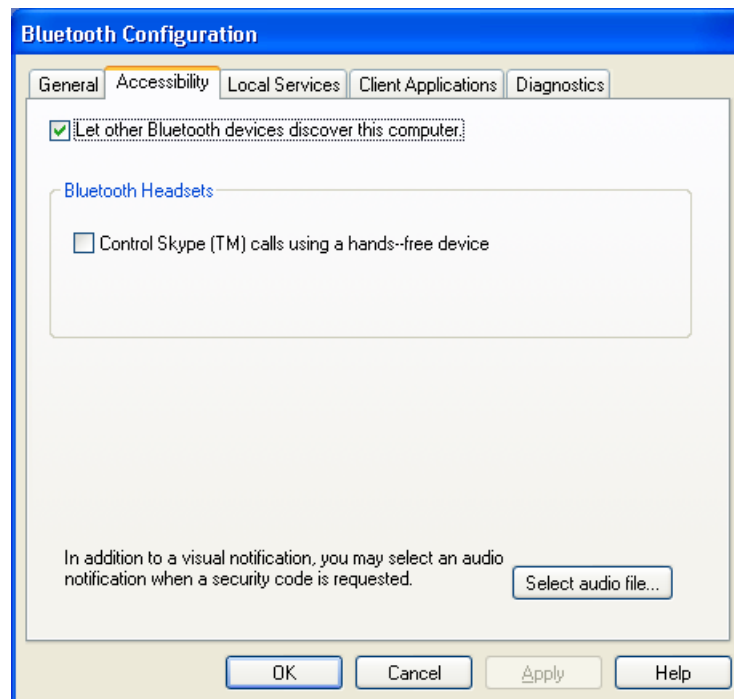 Bluetooth Configuration
General Accessibility Local Services Client Applications Diagnostics
Let other Bluetooth devices discover this computer.
Bluetooth Headsets
Control Skype (TM) calls using a hands--free device
In addition to a visual notification, you may select an audio
notification when a security code is requested.
Select audio file...
OK Cancel Apply Help